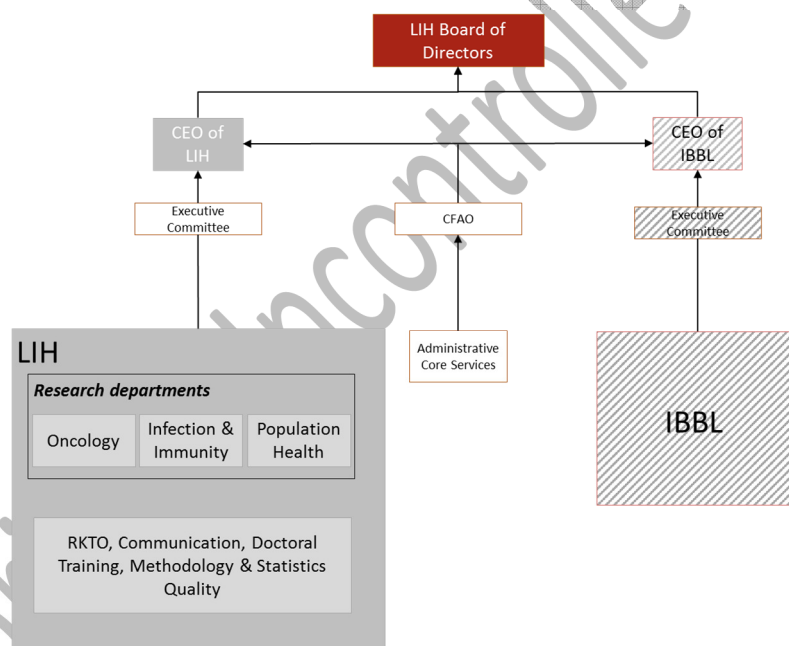 LIH Board of
Directors
CEO of
LIH
CEO of
IBBL
Executive
Committee
CFAO
Executive
Committee
Administrative
Core Services
LIH
Research departments
Oncology
Infection &
Immunity
Population
Health
IBBL
RKTO, Communication, Doctoral
Training, Methodology & Statistics
Quality